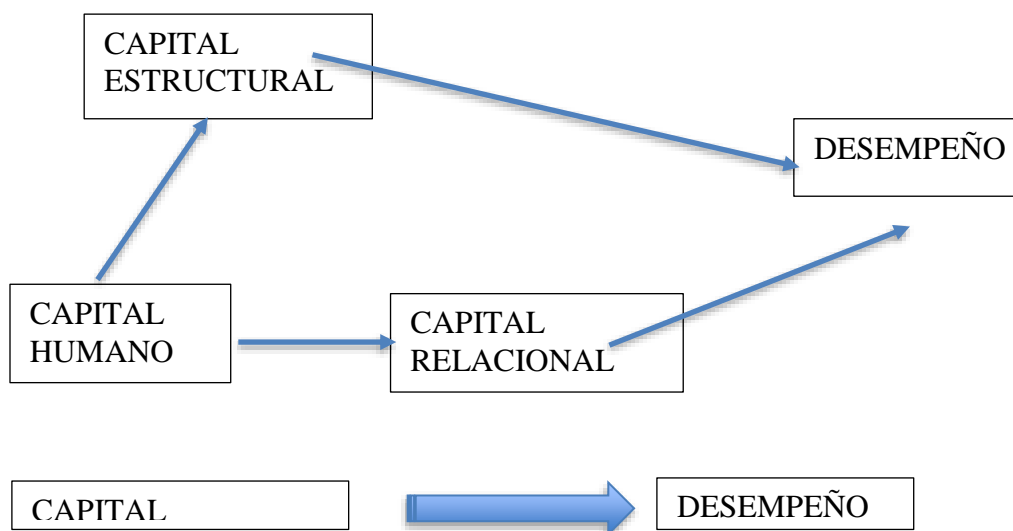 CAPITAL
ESTRUCTURAL
DESEMPEÑO
CAPITAL
HUMANO
CAPITAL
RELACIONAL
CAPITAL
DESEMPEÑO